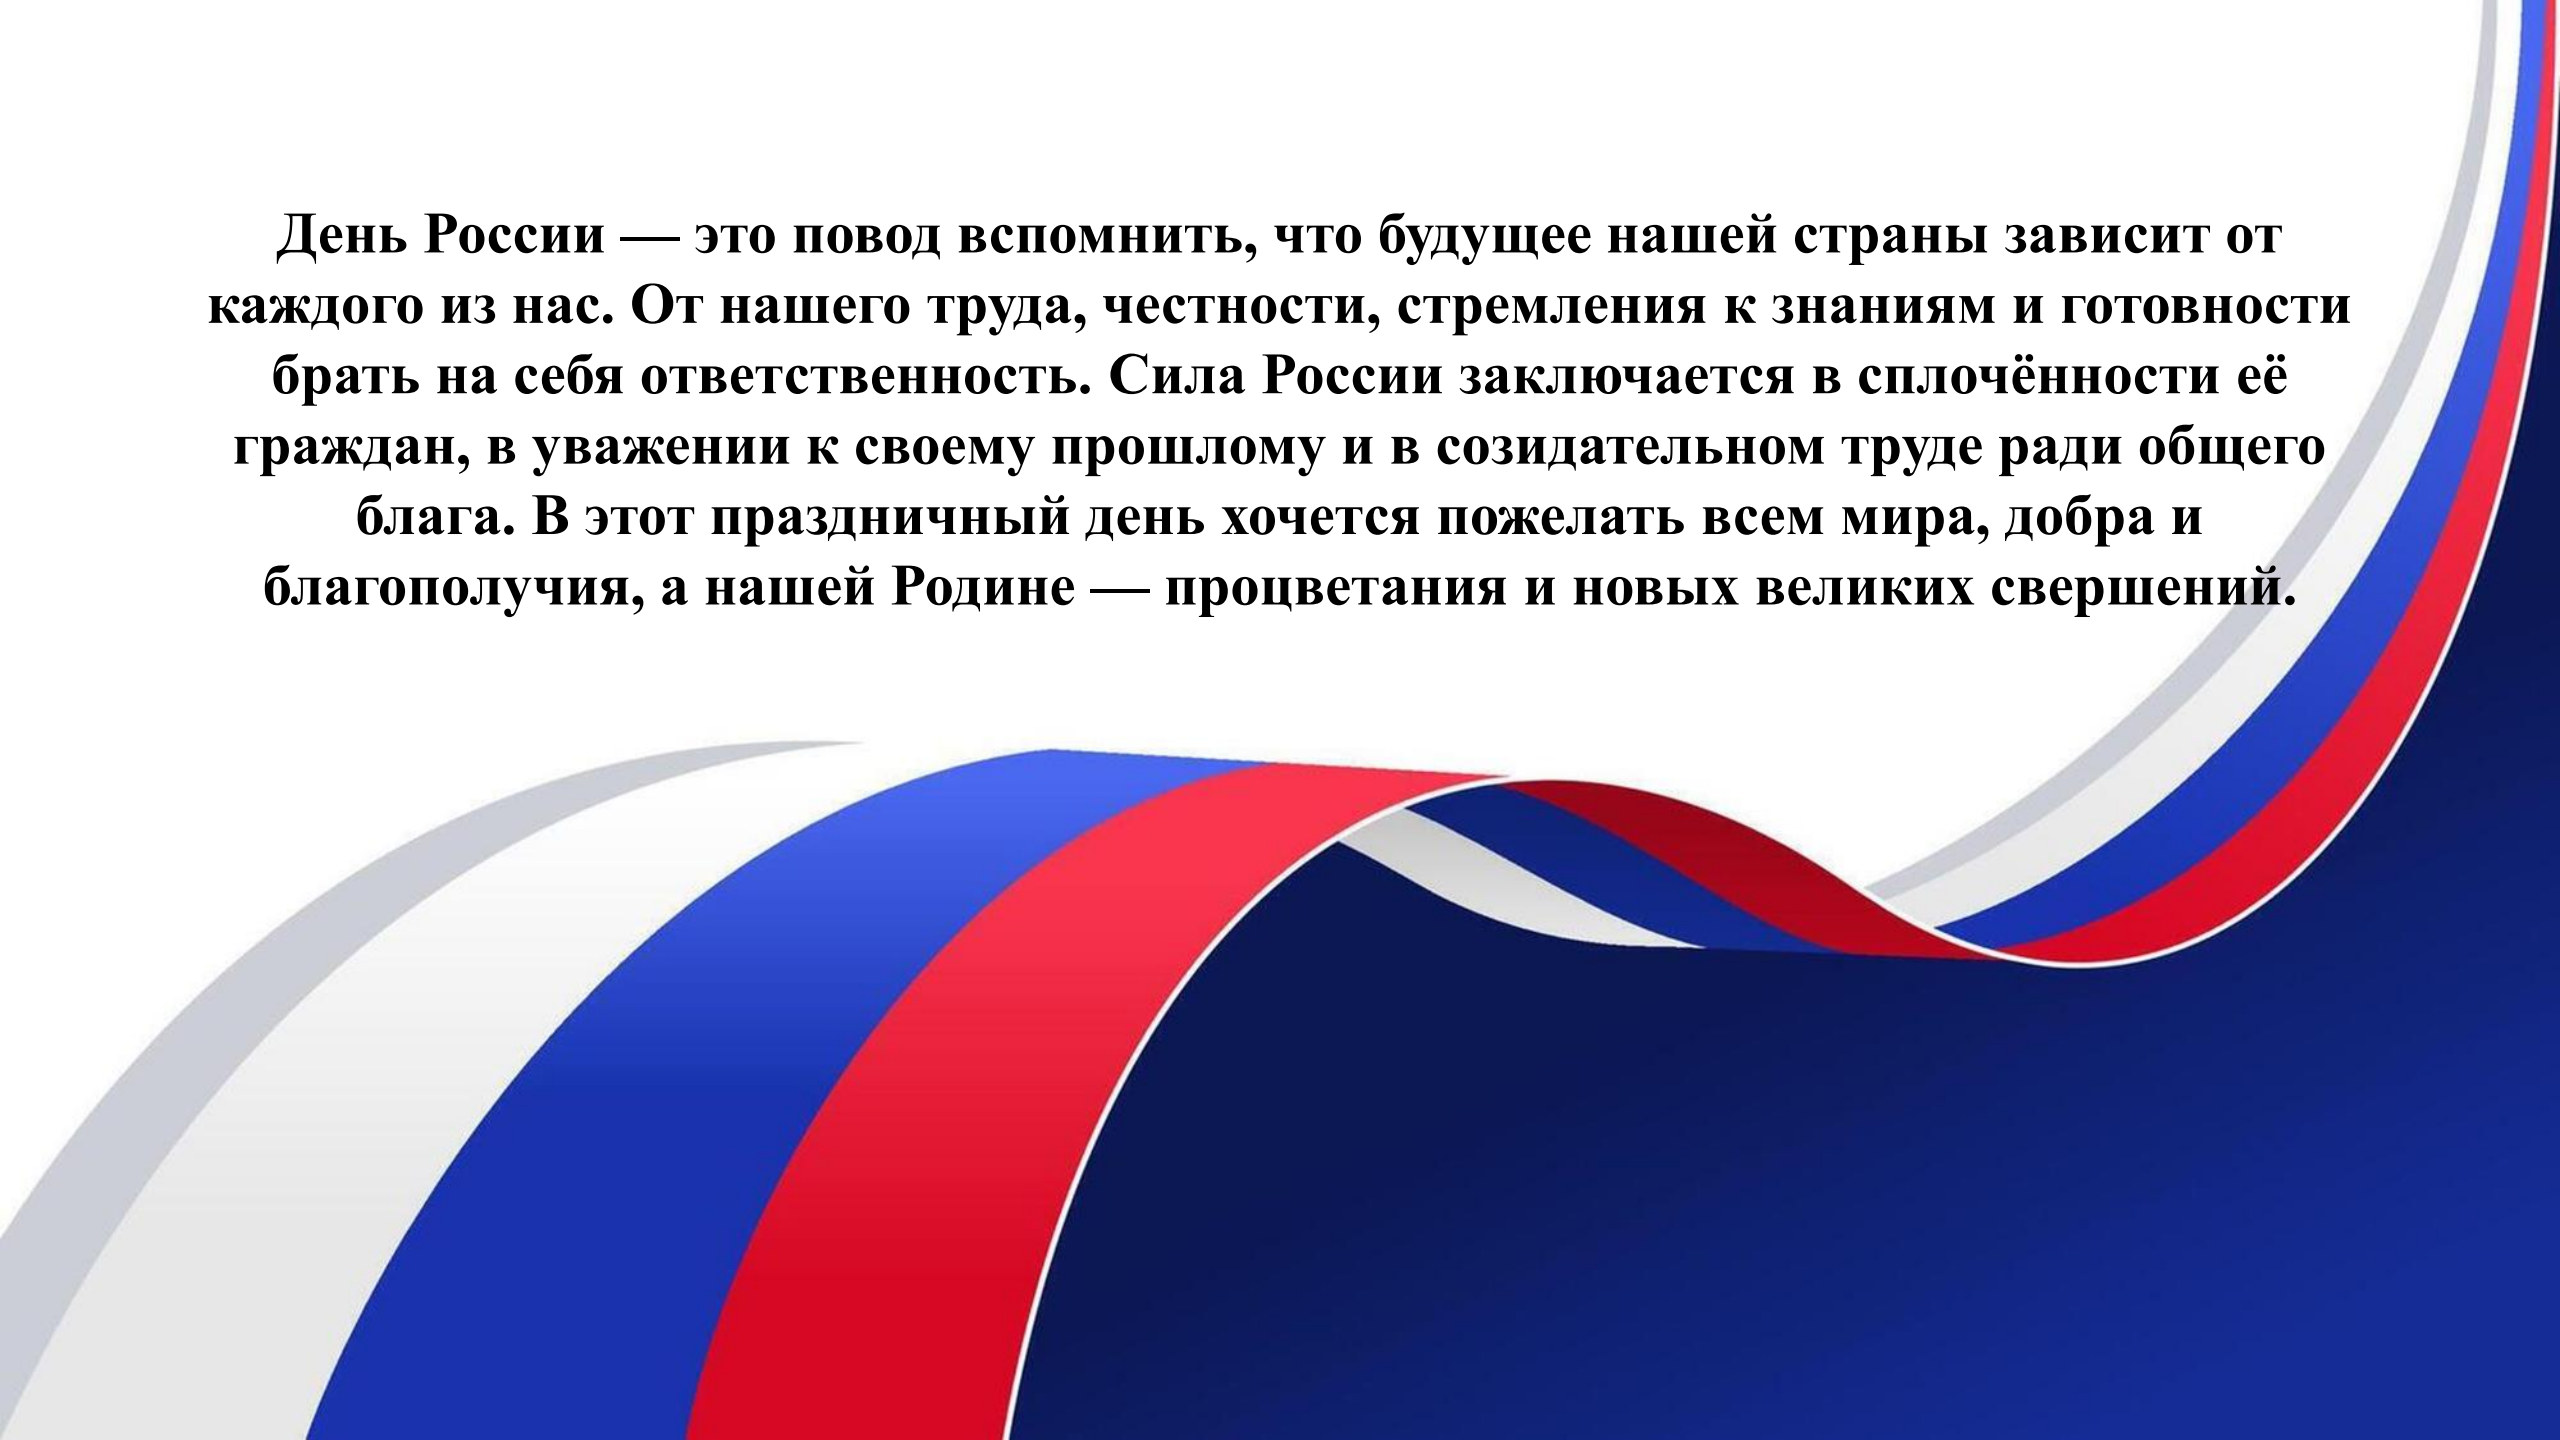 День России — это повод вспомнить, что будущее нашей страны зависит от
каждого из нас. От нашего труда, честности, стремления к знаниям и готовности
брать на себя ответственность. Сила России заключается в сплочённости её
граждан, в уважении к своему прошлому и в созидательном труде ради общего
блага. В этот праздничный день хочется пожелать всем мира, добра и
благополучия, а нашей Родине — процветания и новых великих свершений.